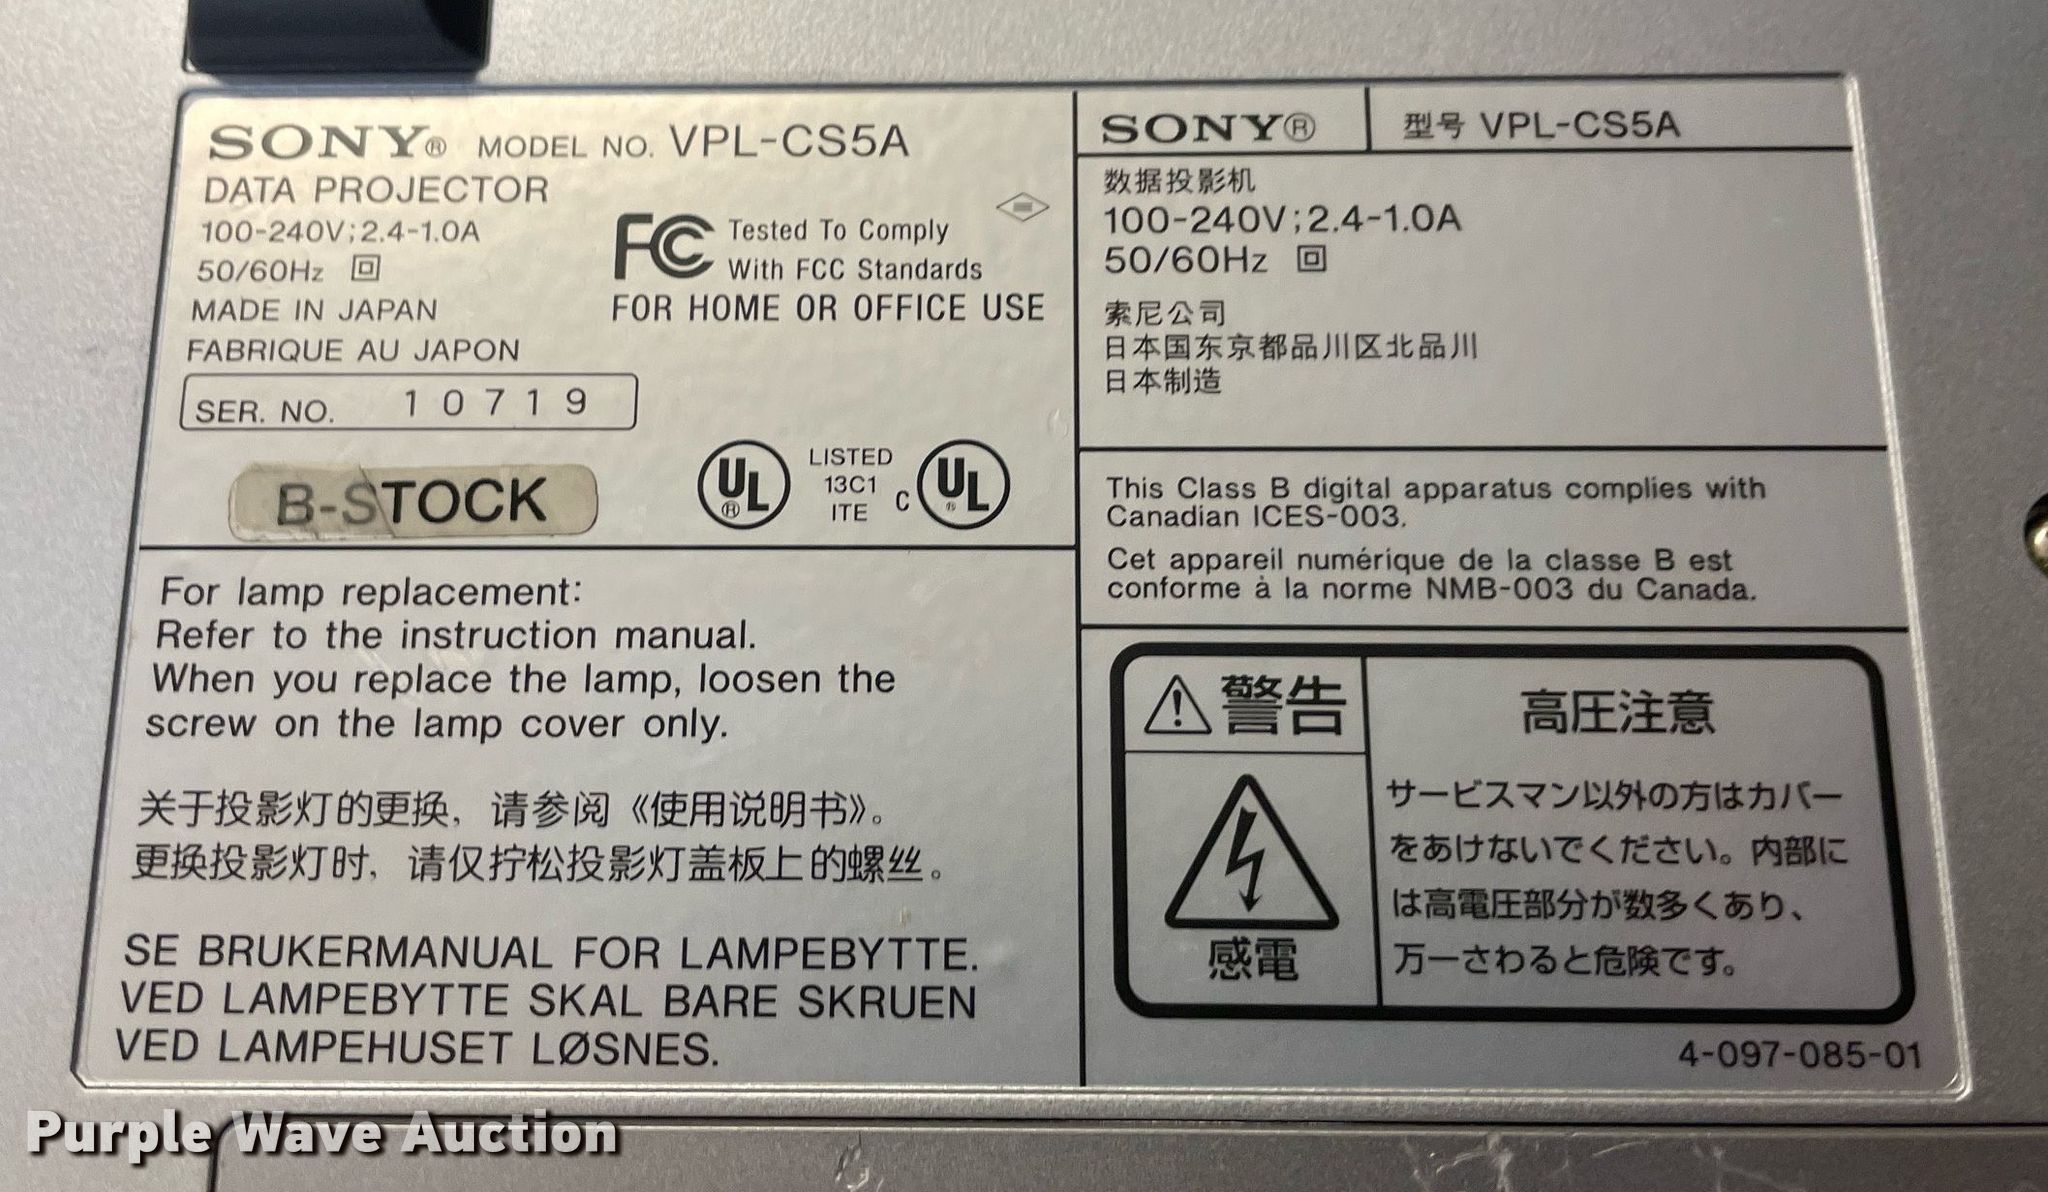 SONY® MODEL NO. VPL-CS5A
DATA PROJECTOR
100-240V;2.4-1.0A
50/60Hz
MADE IN JAPAN
FABRIQUE AU JAPON
FC Tested To Comply
With FCC Standards
FOR HOME OR OFFICE USE
SER. NO. 10719
B-STOCK
UL® LISTED
13C1
ITE
C UL®
For lamp replacement:
Refer to the instruction manual.
When you replace the lamp, loosen the
screw on the lamp cover only.
关于投影灯的更换，请参阅《使用说明书》。
更换投影灯时，请仅拧松投影灯盖板上的螺丝。
SE BRUKERMANUAL FOR LAMPEBYTTE.
VED LAMPEBYTTE SKAL BARE SKRUEN
VED LAMPEHUSET LØSNES.
SONY® 型号 VPL-CS5A
数据投影机
100-240V;2.4-1.0A
50/60Hz
索尼公司
日本国东京都品川区北品川
日本制造
This Class B digital apparatus complies with
Canadian ICES-003.
Cet appareil numérique de la classe B est
conforme à la norme NMB-003 du Canada.
警告
感電
高圧注意
サービスマン以外の方はカバー
をあけないでください。内部に
は高電圧部分が数多くあり、
万一さわると危険です。
4-097-085-01
Purple Wave Auction